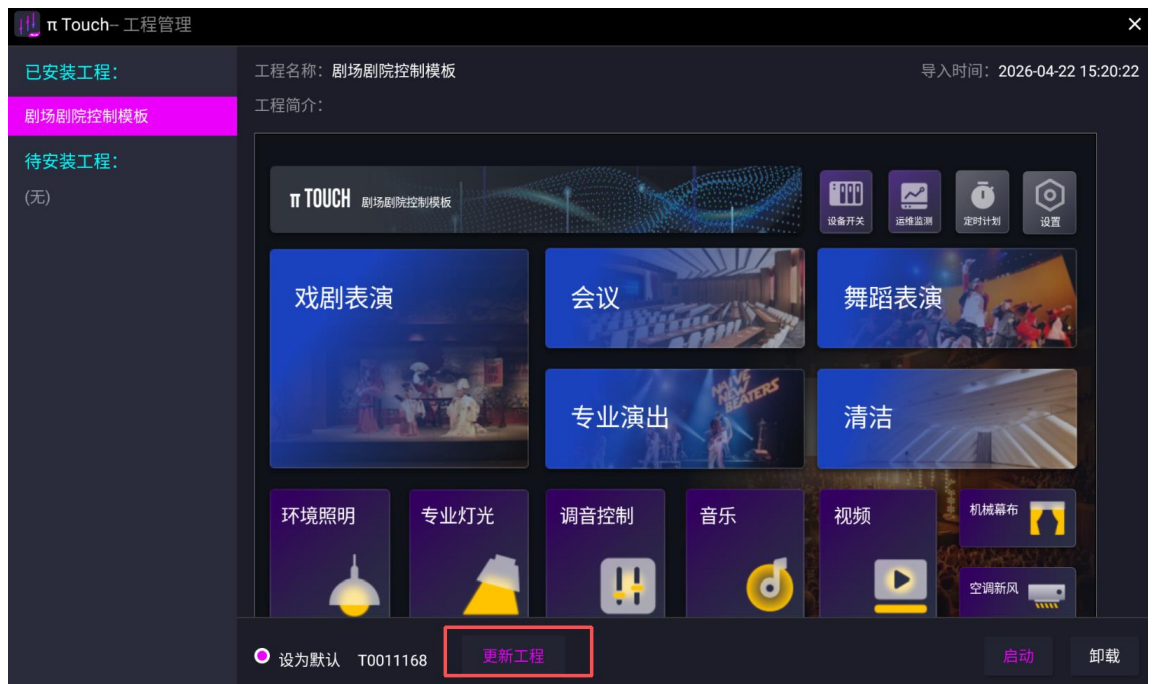 π Touch-- 工程管理
已安装工程：
剧场剧院控制模板
待安装工程：
(无)
工程名称：剧场剧院控制模板
导入时间：2026-04-22 15:20:22
工程简介：
π TOUCH 剧场剧院控制模板
设备开关
运维监测
定时计划
设置
戏剧表演
会议
舞蹈表演
NAIVE NEW BEATERS
专业演出
清洁
环境照明
专业灯光
调音控制
音乐
视频
机械幕布
空调新风
设为默认 T0011168
更新工程
启动
卸载